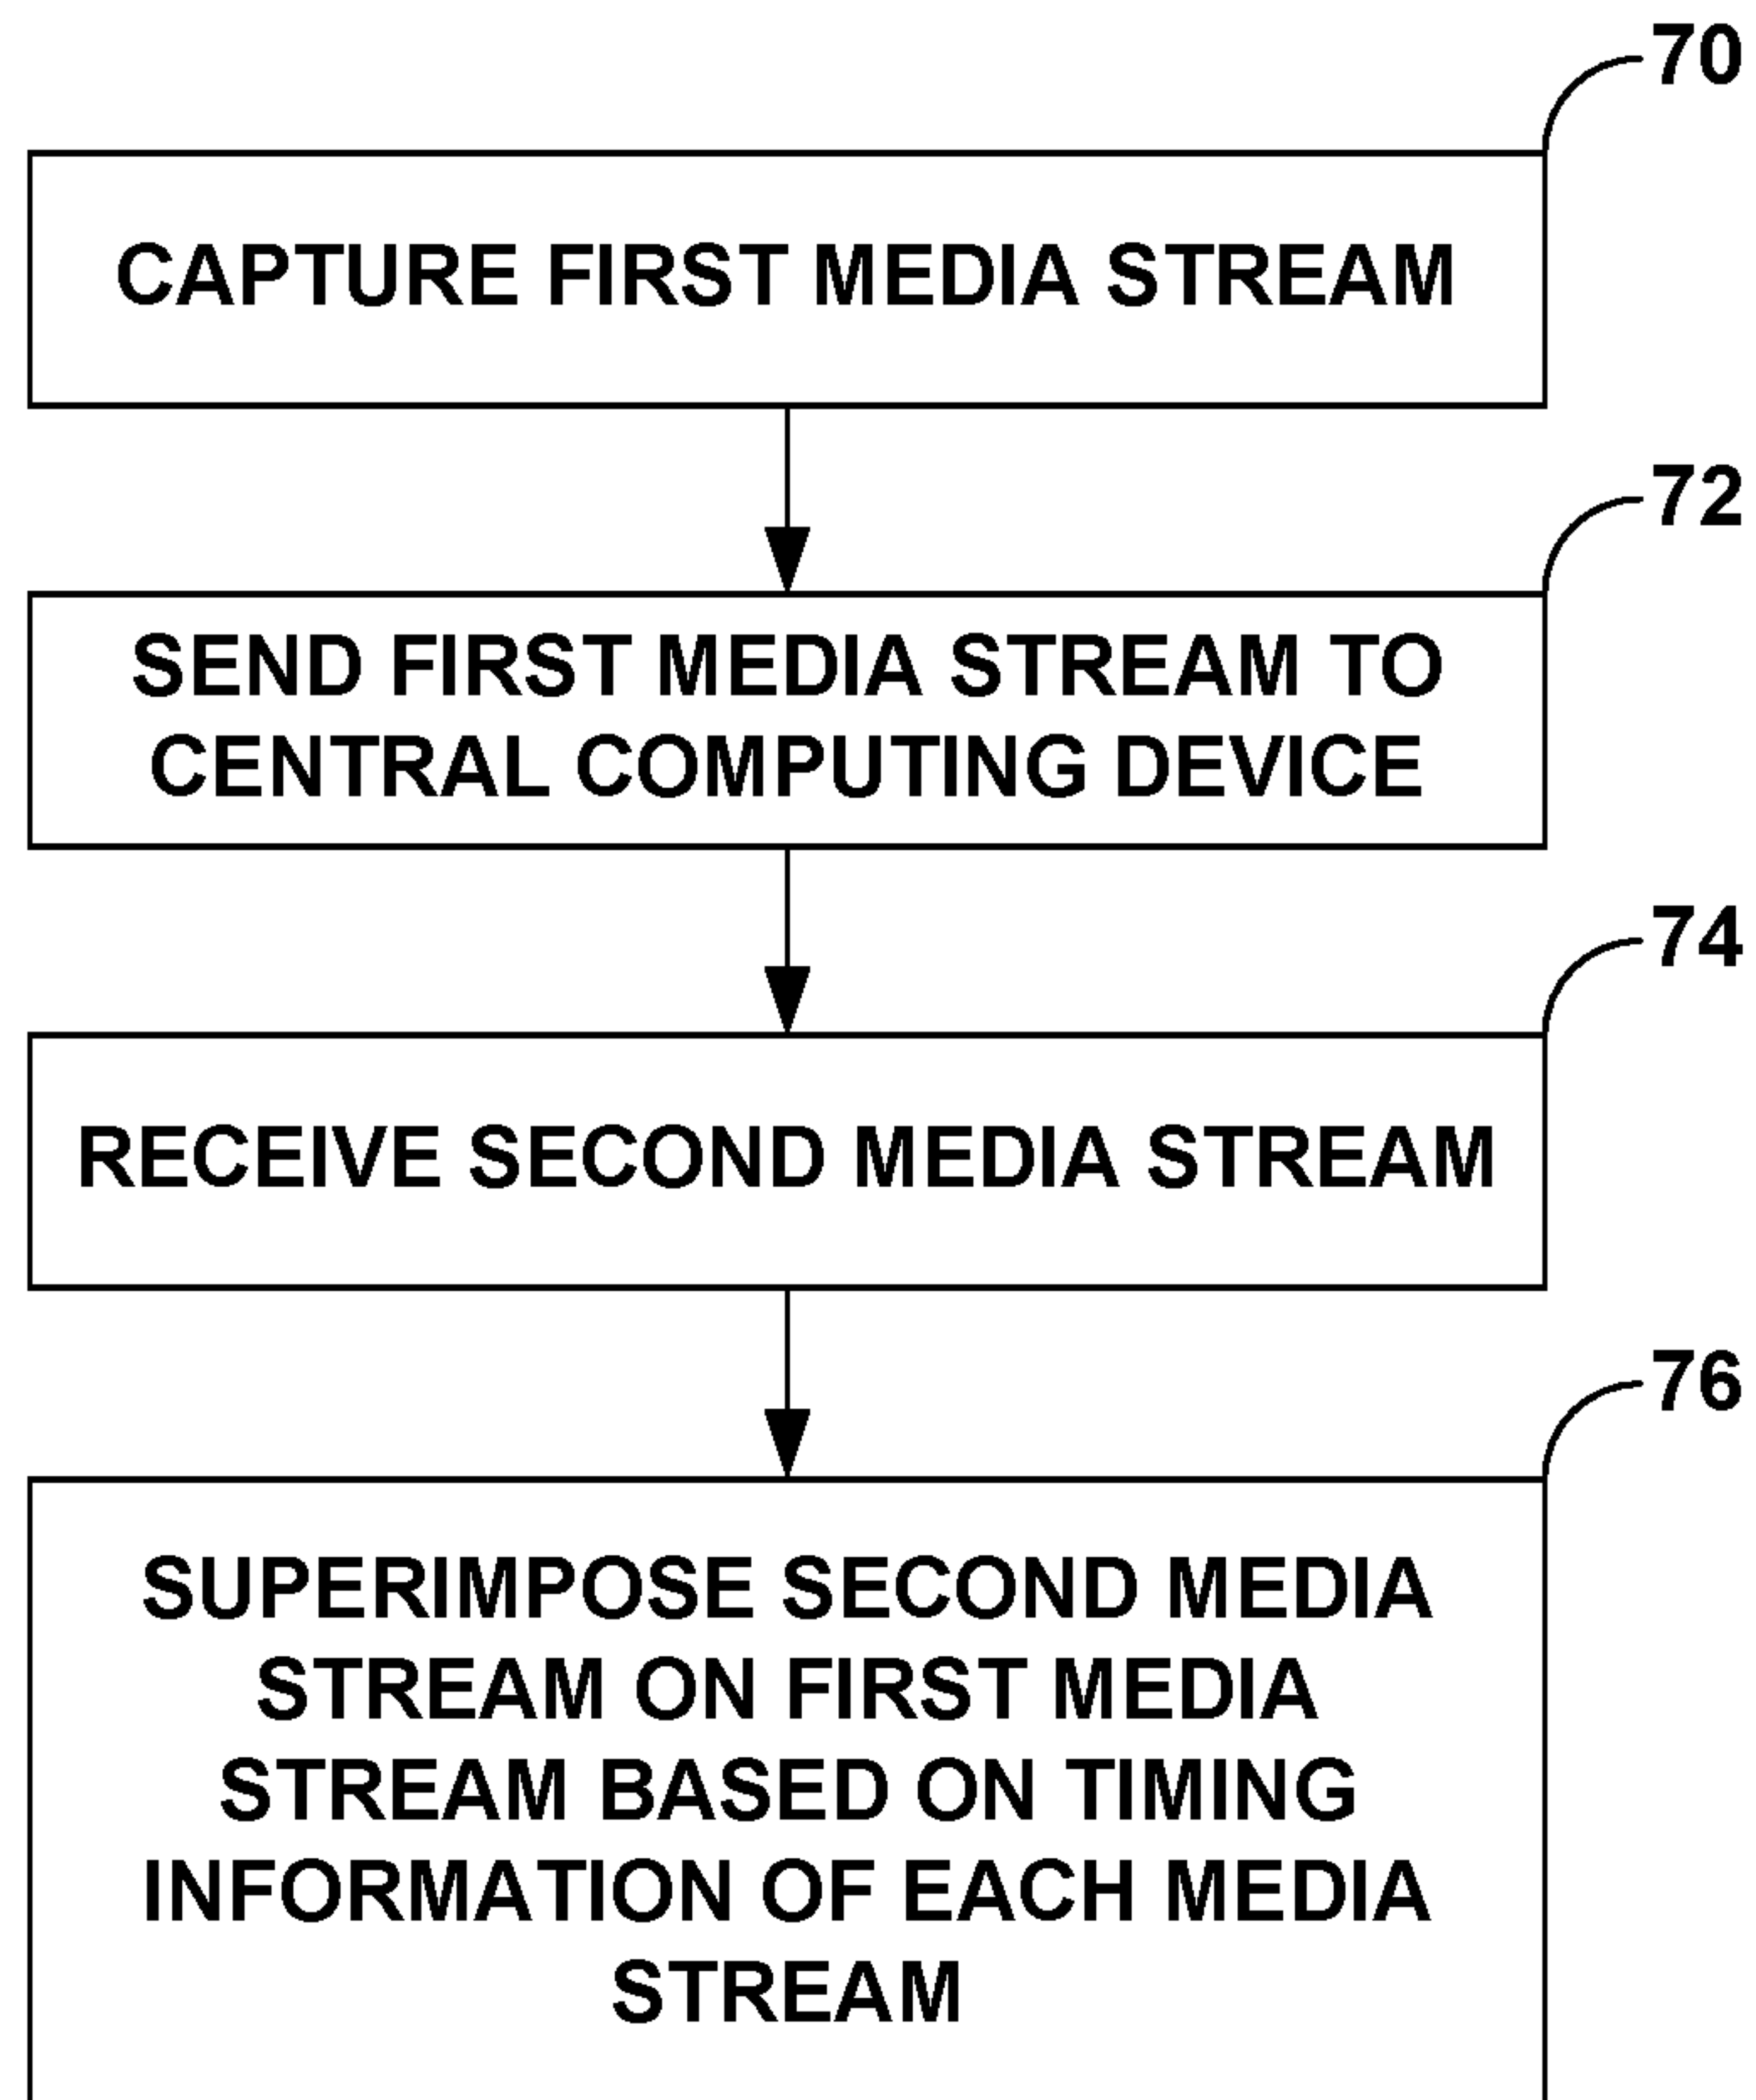 70
CAPTURE FIRST MEDIA STREAM
72
SEND FIRST MEDIA STREAM TO
CENTRAL COMPUTING DEVICE
74
RECEIVE SECOND MEDIA STREAM
76
SUPERIMPOSE SECOND MEDIA
STREAM ON FIRST MEDIA
STREAM BASED ON TIMING
INFORMATION OF EACH MEDIA
STREAM